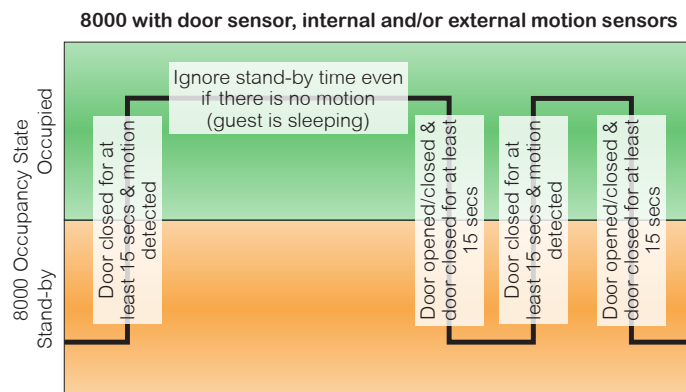 8000 with door sensor, internal and/or external motion sensors
8000 Occupancy State
Occupied
Stand-by
Door closed for at
least 15 secs & motion
detected
Ignore stand-by time even
if there is no motion
(guest is sleeping)
Door opened/closed &
door closed for at least
15 secs
Door closed for at
least 15 secs & motion
detected
Door opened/closed &
door closed for at least
15 secs